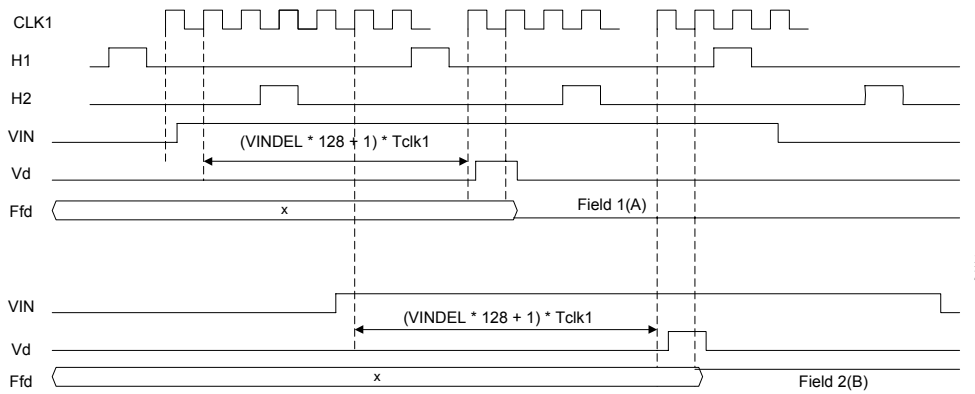 CLK1
H1
H2
VIN
(VINDEL * 128 + 1) * Tclk1
Vd
Ffd
x
Field 1(A)
VIN
(VINDEL * 128 + 1) * Tclk1
Vd
Ffd
x
Field 2(B)